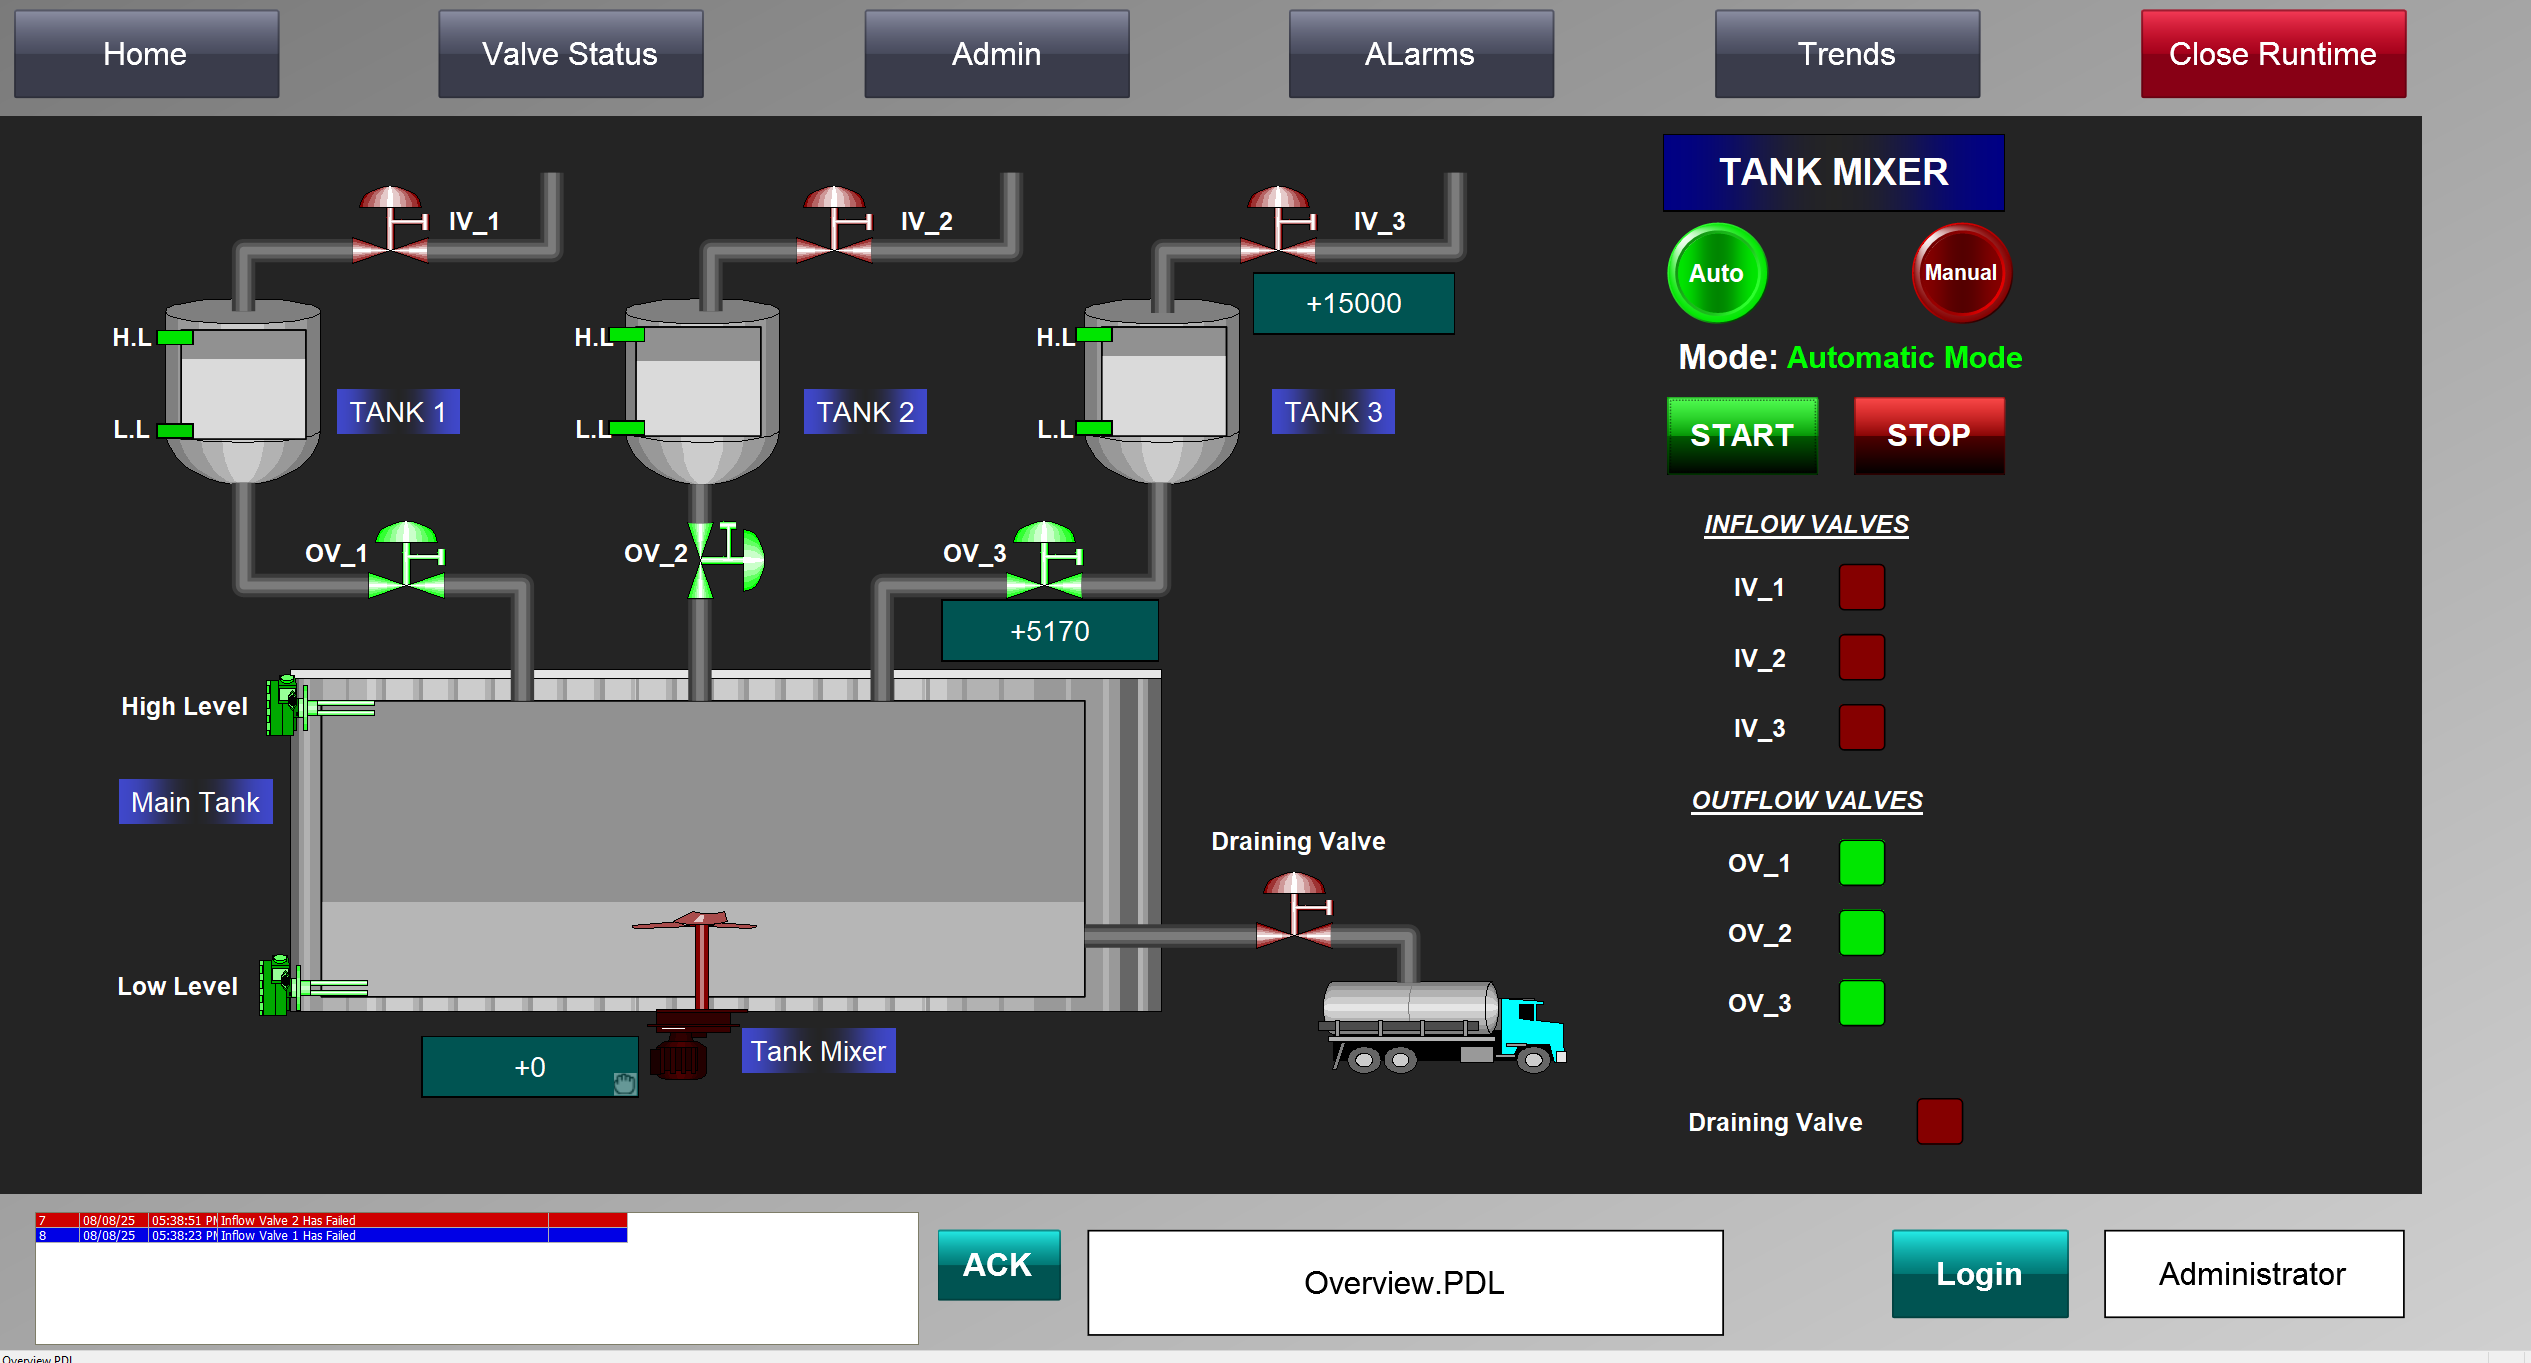 Home
Valve Status
Admin
ALarms
Trends
Close Runtime
TANK MIXER
IV_1
IV_2
IV_3
Auto
Manual
+15000
H.L
H.L
H.L
Mode: Automatic Mode
TANK 1
TANK 2
TANK 3
L.L
L.L
L.L
START
STOP
INFLOW VALVES
OV_1
OV_2
OV_3
IV_1
+5170
IV_2
High Level
IV_3
Main Tank
OUTFLOW VALVES
Draining Valve
OV_1
OV_2
Low Level
OV_3
Tank Mixer
+0
Draining Valve
7 08/08/25 05:38:51 PM Inflow Valve 2 Has Failed
8 08/08/25 05:38:23 PM Inflow Valve 1 Has Failed
ACK
Overview.PDL
Login
Administrator
Overview.PDL